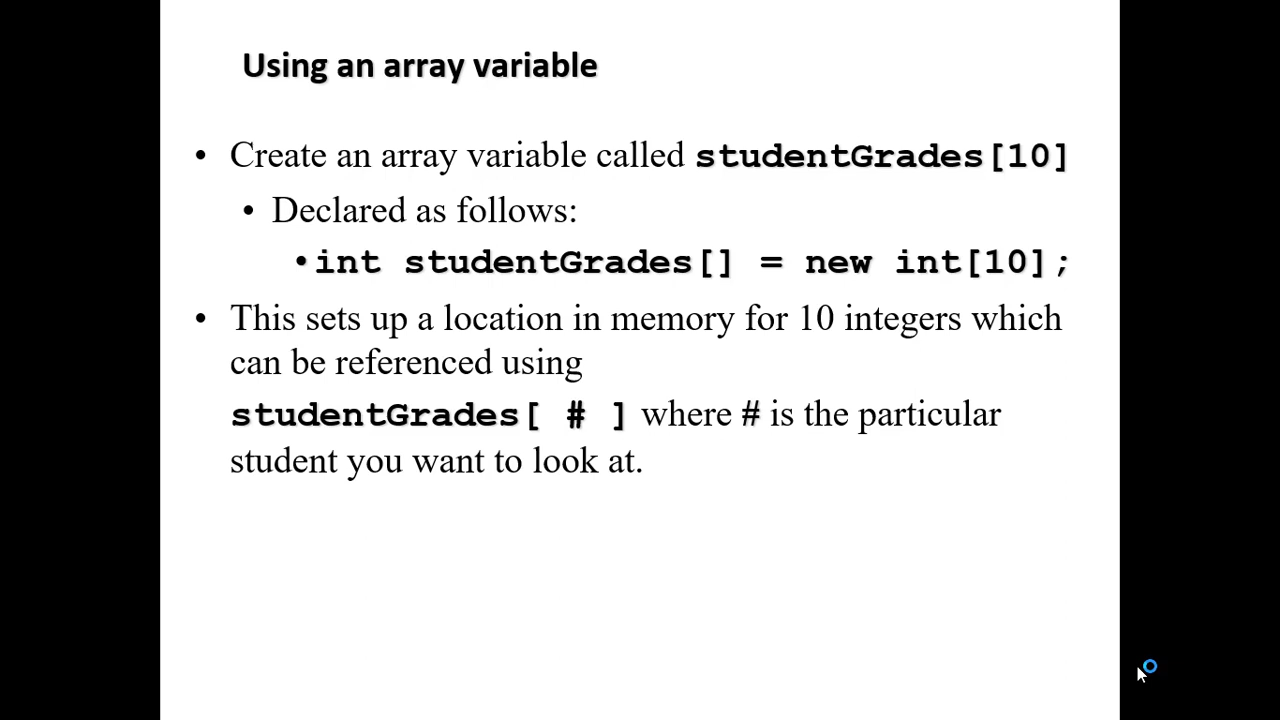 Using an array variable
• Create an array variable called studentGrades[10]
• Declared as follows:
• int studentGrades[] = new int[10];
• This sets up a location in memory for 10 integers which
can be referenced using
studentGrades[ # ] where # is the particular
student you want to look at.